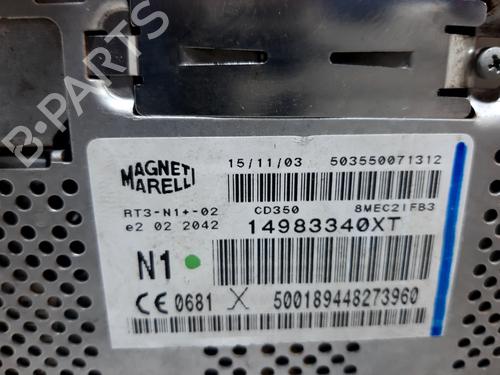 B-PARTS
MAGNETI MARELLI
15/11/03 503550071312
RT3-N1+-02 CD350 8MEC2IFB3
e2 02 2042 14983340XT
N1
CE 0681 X 500189448273960